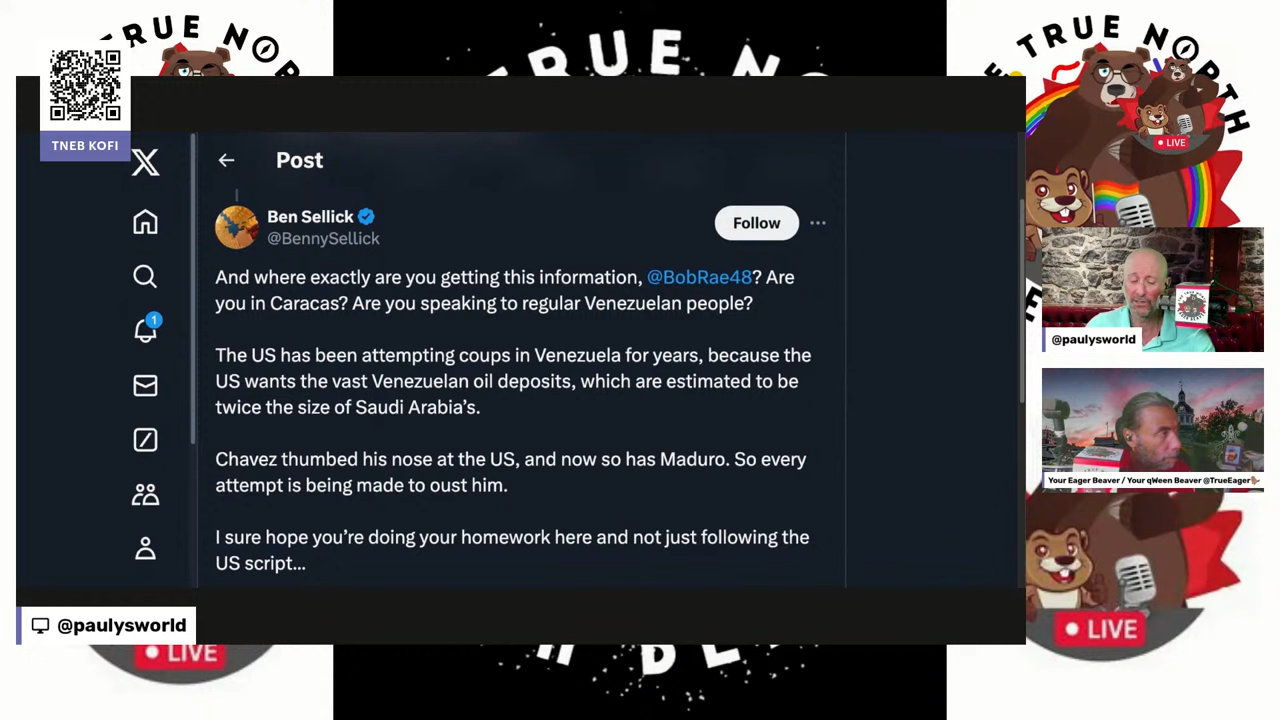 TRUE NORTH
TRUE NO
TRUE NORTH
TNEB KOFI
Post
Ben Sellick
@BennySellick
Follow
And where exactly are you getting this information, @BobRae48? Are
you in Caracas? Are you speaking to regular Venezuelan people?
The US has been attempting coups in Venezuela for years, because the
US wants the vast Venezuelan oil deposits, which are estimated to be
twice the size of Saudi Arabia's.
Chavez thumbed his nose at the US, and now so has Maduro. So every
attempt is being made to oust him.
I sure hope you're doing your homework here and not just following the
US script...
1
LIVE
@paulysworld
Your Eager Beaver / Your qWeen Beaver @TrueEager🦫
@paulysworld
LIVE
LIVE